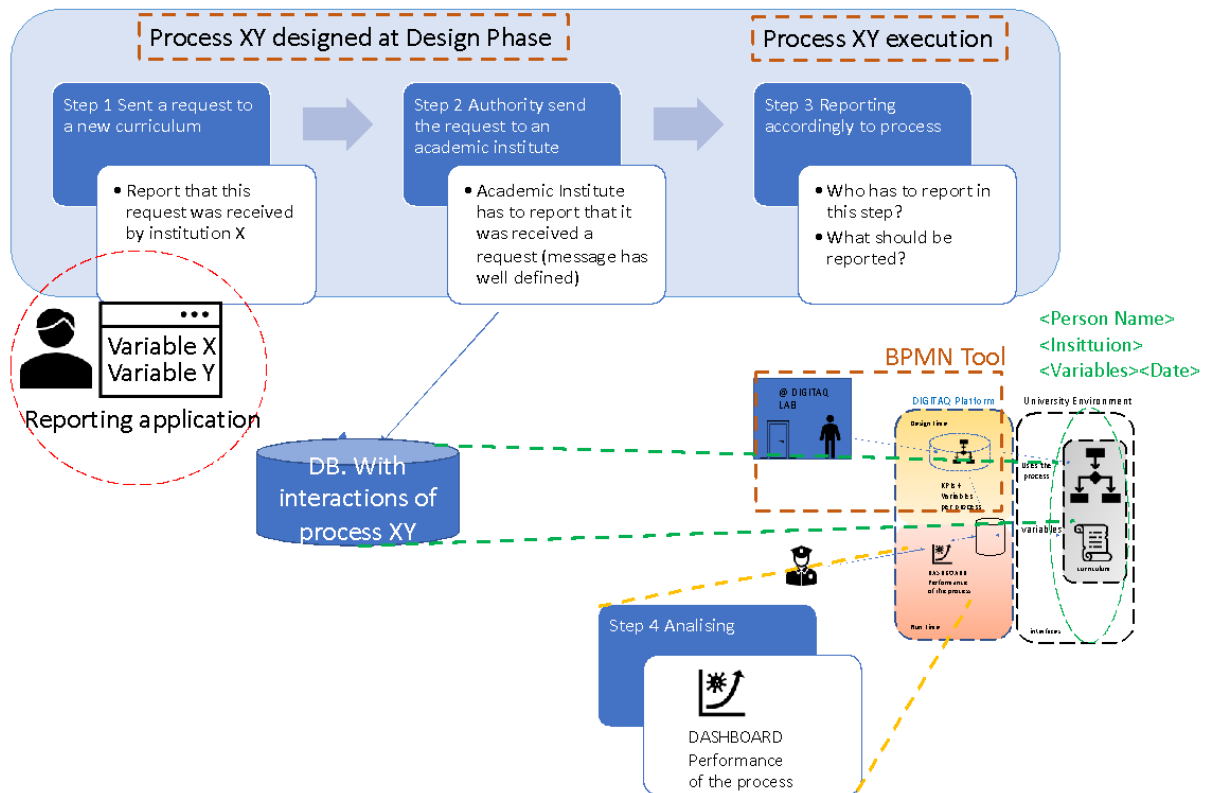 Process XY designed at Design Phase
Process XY execution
Step 1 Sent a request to
a new curriculum
• Report that this
request was received
by institution X
Step 2 Authority send
the request to an
academic institute
• Academic Institute
has to report that it
was received a
request (message has
well defined)
Step 3 Reporting
accordingly to process
• Who has to report in
this step?
• What should be
reported?
Variable X
Variable Y
Reporting application
<Person Name>
<Insittuion>
<Variables><Date>
BPMN Tool
@ DIGITAQ
LAB
DIGITAQ Platform
Design Time
KPIs +
Variables
per process
DASHBOARD
Performance
of the process
Run Time
University Environment
Uses the
process
variables
curriculum
interfaces
DB. With
interactions of
process XY
Step 4 Analising
DASHBOARD
Performance
of the process